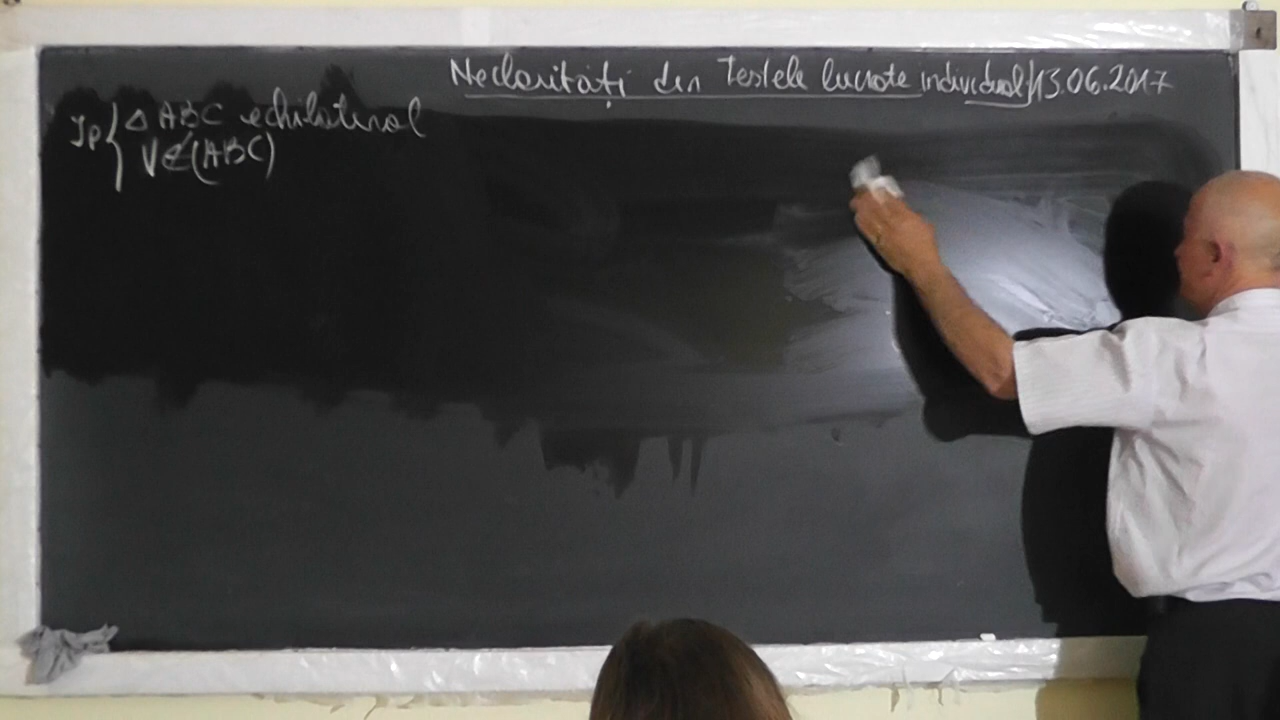 Neclarități din Testele lucrate individual/13.06.2017
Ip { △ ABC echilateral
V∉(ABC)